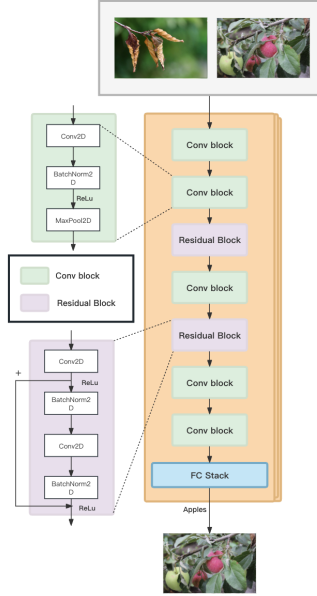 Conv2D
BatchNorm2
D
ReLu
MaxPool2D
Conv block
Residual Block
+
Conv2D
ReLu
BatchNorm2
D
Conv2D
BatchNorm2
D
ReLu
Conv block
Conv block
Residual Block
Conv block
Residual Block
Conv block
Conv block
FC Stack
Apples